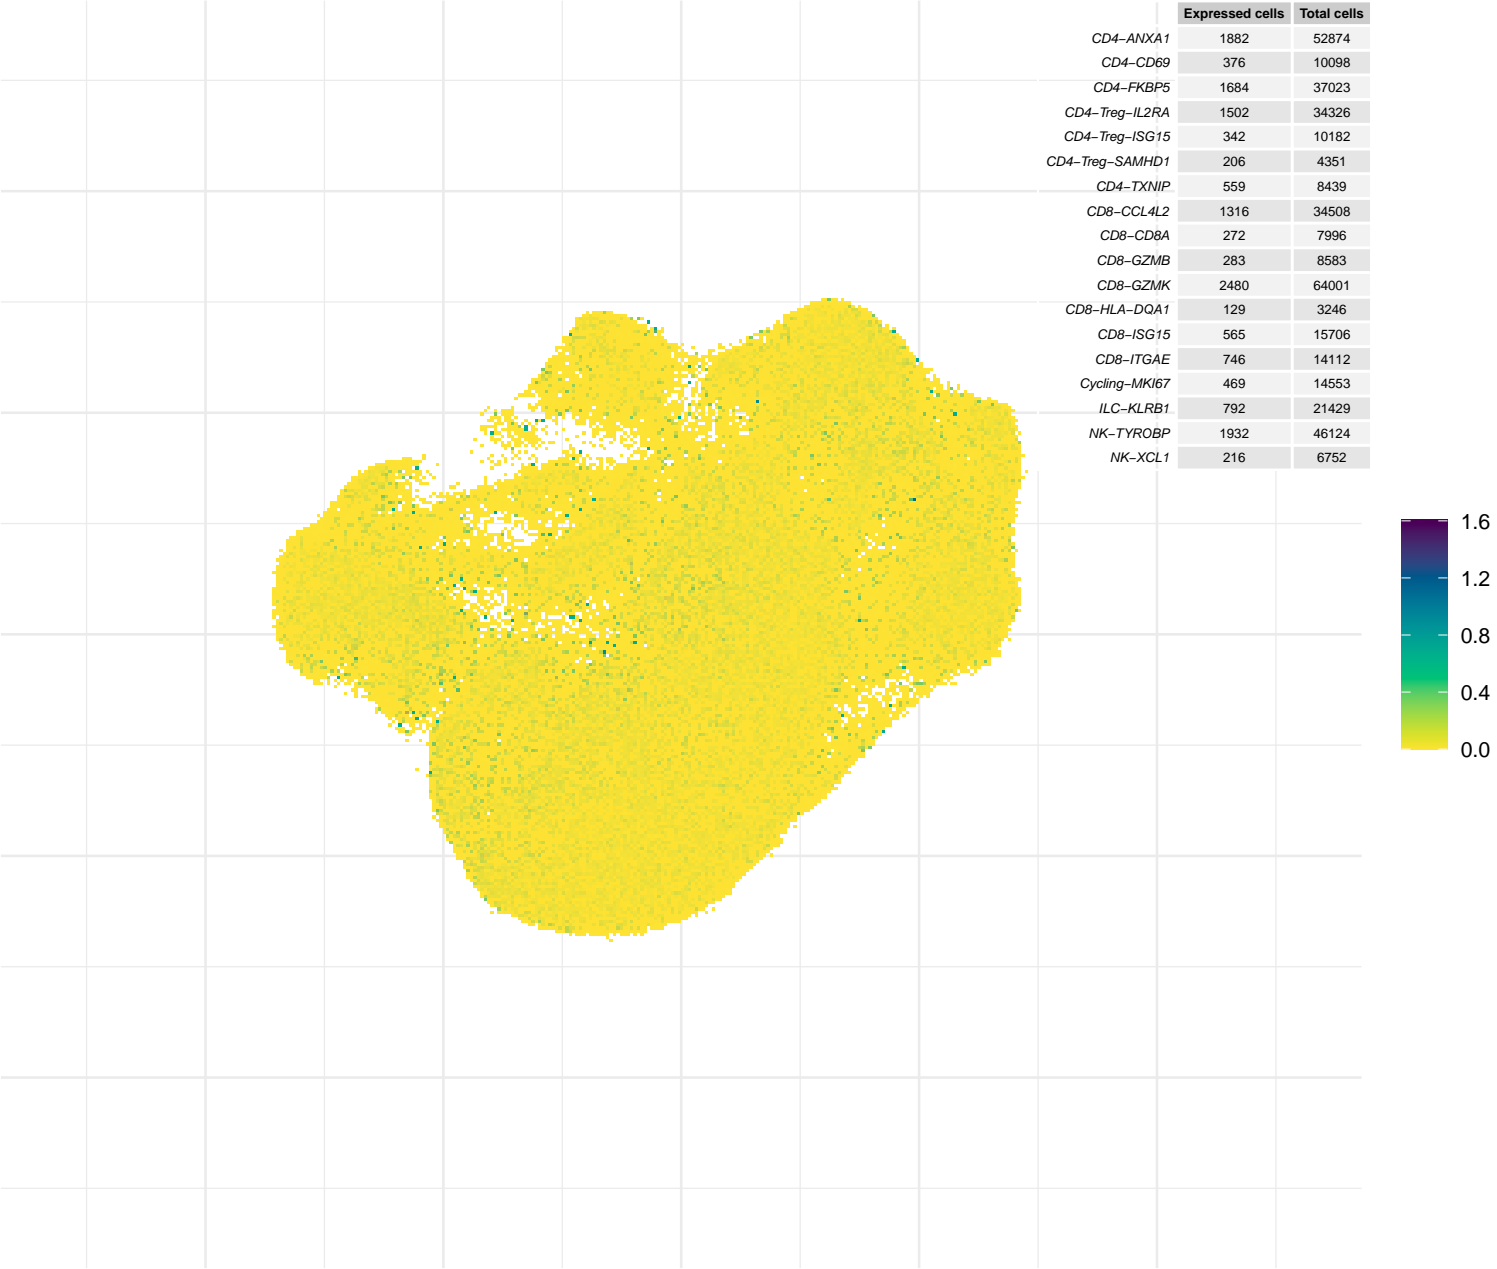 Expressed cells Total cells
CD4−ANXA1 1882 52874
CD4−CD69 376 10098
CD4−FKBP5 1684 37023
CD4−Treg−IL2RA 1502 34326
CD4−Treg−ISG15 342 10182
CD4−Treg−SAMHD1 206 4351
CD4−TXNIP 559 8439
CD8−CCL4L2 1316 34508
CD8−CD8A 272 7996
CD8−GZMB 283 8583
CD8−GZMK 2480 64001
CD8−HLA−DQA1 129 3246
CD8−ISG15 565 15706
CD8−ITGAE 746 14112
Cycling−MKI67 469 14553
ILC−KLRB1 792 21429
NK−TYROBP 1932 46124
NK−XCL1 216 6752
1.6
1.2
0.8
0.4
0.0